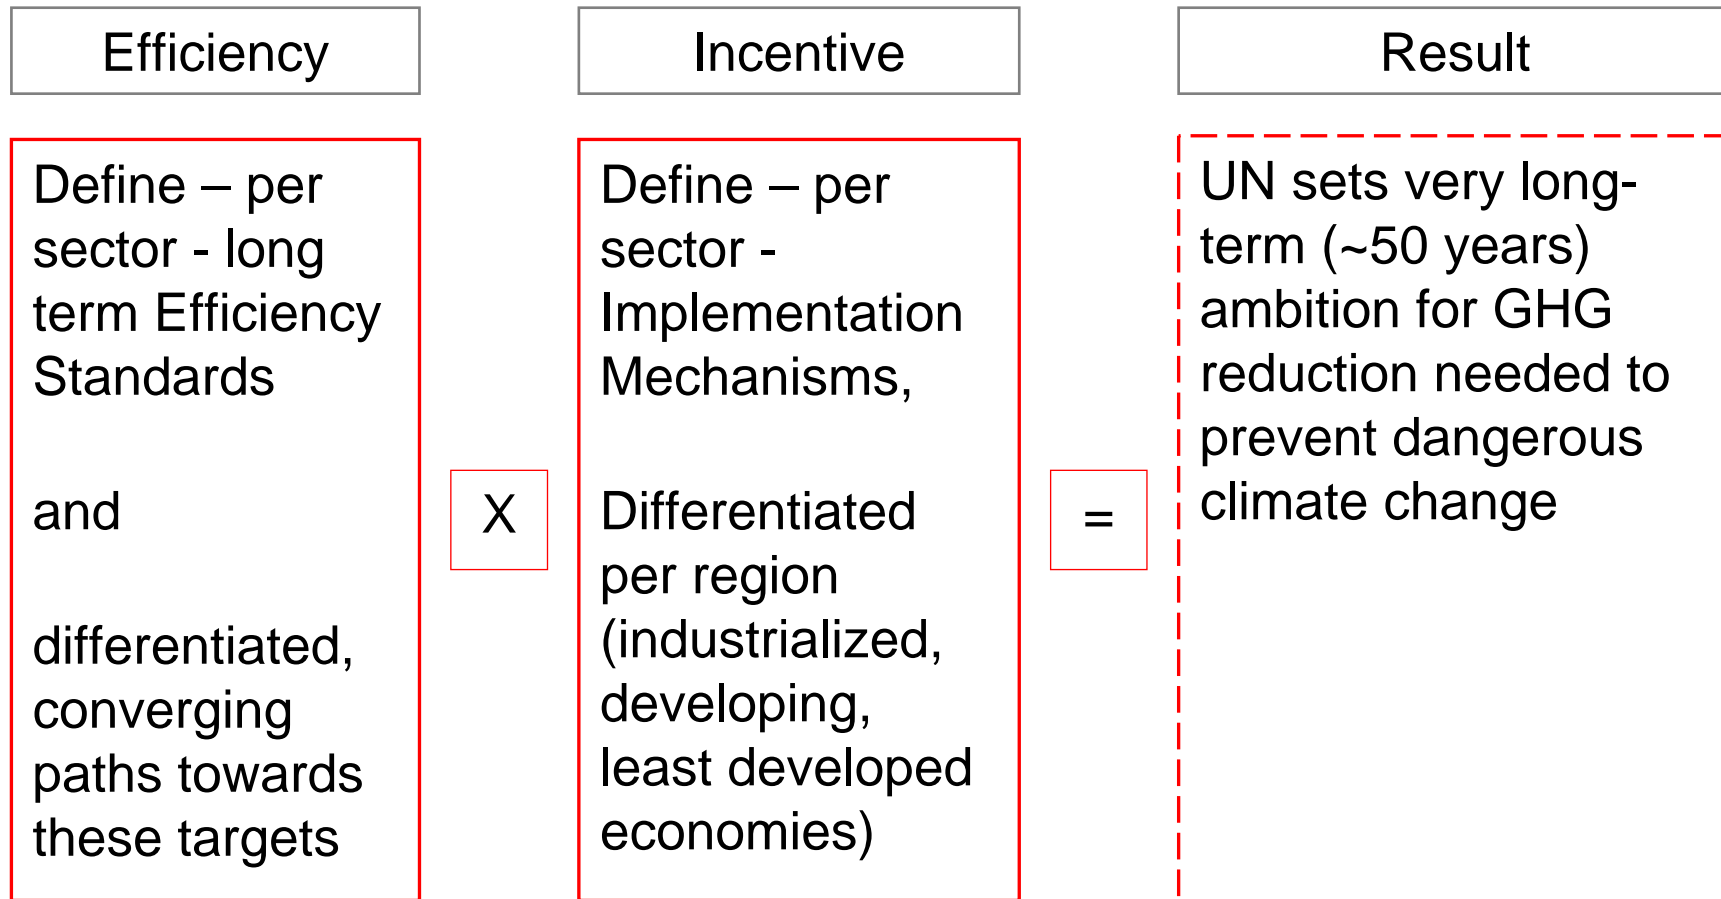 Efficiency
Define – per
sector - long
term Efficiency
Standards
and
differentiated,
converging
paths towards
these targets
X
Incentive
Define – per
sector -
Implementation
Mechanisms,
Differentiated
per region
(industrialized,
developing,
least developed
economies)
=
Result
UN sets very long-
term (~50 years)
ambition for GHG
reduction needed to
prevent dangerous
climate change